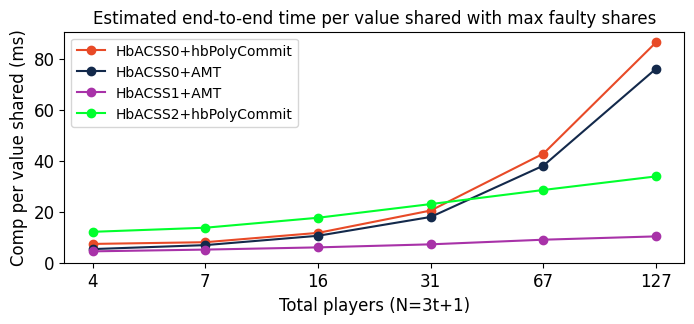 Estimated end-to-end time per value shared with max faulty shares
Comp per value shared (ms)
80
60
40
20
0
HbACSS0+hbPolyCommit
HbACSS0+AMT
HbACSS1+AMT
HbACSS2+hbPolyCommit
4 7 16 31 67 127
Total players (N=3t+1)